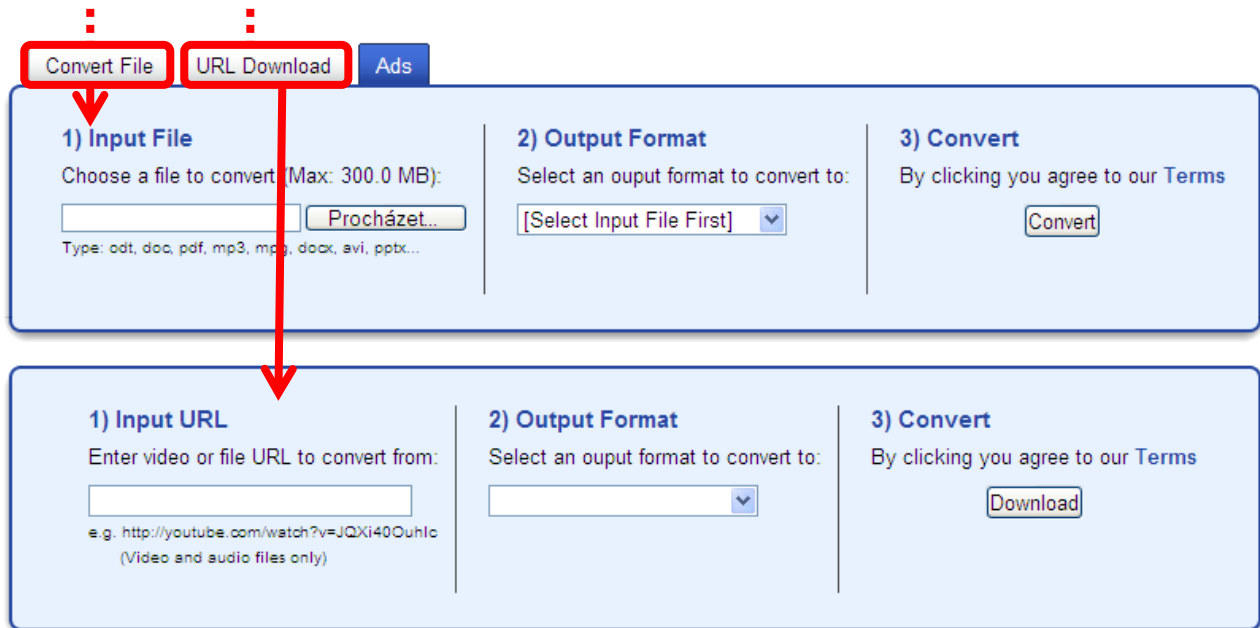 Convert File URL Download Ads
1) Input File
Choose a file to convert (Max: 300.0 MB):
Procházet...
Type: odt, doc, pdf, mp3, mpg, docx, avi, pptx...
2) Output Format
Select an ouput format to convert to:
[Select Input File First]
3) Convert
By clicking you agree to our Terms
Convert
1) Input URL
Enter video or file URL to convert from:
e.g. http://youtube.com/watch?v=JQXi40Ouhlc
(Video and audio files only)
2) Output Format
Select an ouput format to convert to:
3) Convert
By clicking you agree to our Terms
Download